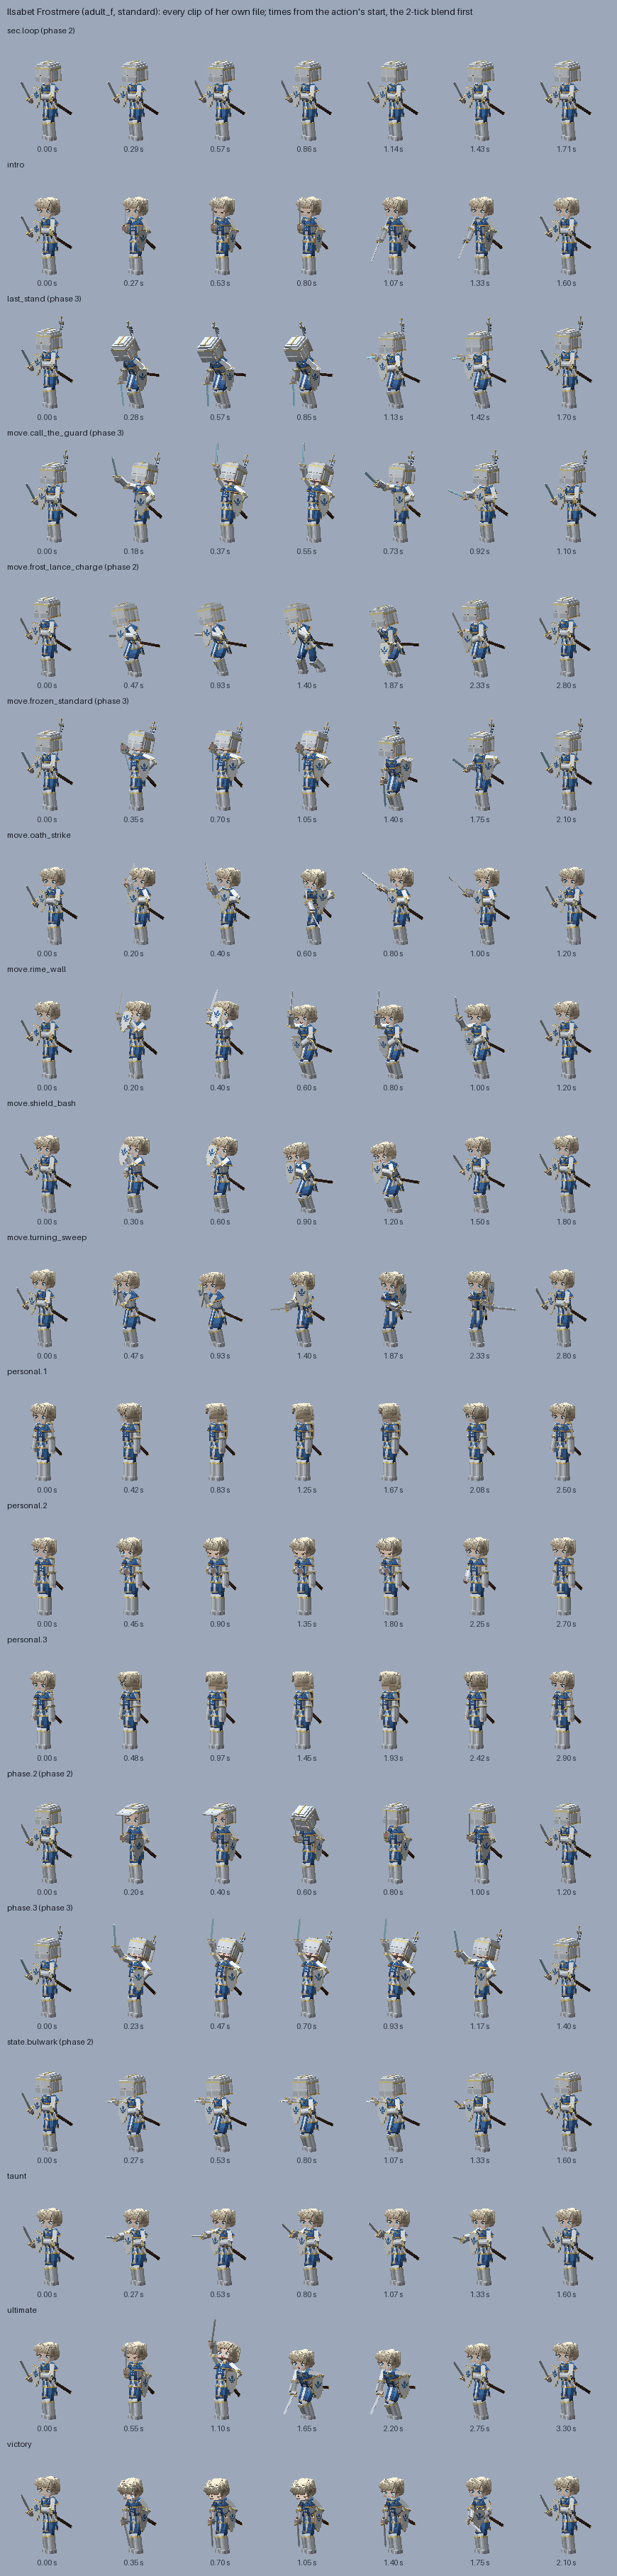 Ilsabet Frostmere (adult_f, standard): every clip of her own file; times from the action's start, the 2-tick blend first
sec.loop (phase 2)
0.00 s 0.29 s 0.57 s 0.86 s 1.14 s 1.43 s 1.71 s
intro
0.00 s 0.27 s 0.53 s 0.80 s 1.07 s 1.33 s 1.60 s
last_stand (phase 3)
0.00 s 0.28 s 0.57 s 0.85 s 1.13 s 1.42 s 1.70 s
move.call_the_guard (phase 3)
0.00 s 0.18 s 0.37 s 0.55 s 0.73 s 0.92 s 1.10 s
move.frost_lance_charge (phase 2)
0.00 s 0.47 s 0.93 s 1.40 s 1.87 s 2.33 s 2.80 s
move.frozen_standard (phase 3)
0.00 s 0.35 s 0.70 s 1.05 s 1.40 s 1.75 s 2.10 s
move.oath_strike
0.00 s 0.20 s 0.40 s 0.60 s 0.80 s 1.00 s 1.20 s
move.rime_wall
0.00 s 0.20 s 0.40 s 0.60 s 0.80 s 1.00 s 1.20 s
move.shield_bash
0.00 s 0.30 s 0.60 s 0.90 s 1.20 s 1.50 s 1.80 s
move.turning_sweep
0.00 s 0.47 s 0.93 s 1.40 s 1.87 s 2.33 s 2.80 s
personal.1
0.00 s 0.42 s 0.83 s 1.25 s 1.67 s 2.08 s 2.50 s
personal.2
0.00 s 0.45 s 0.90 s 1.35 s 1.80 s 2.25 s 2.70 s
personal.3
0.00 s 0.48 s 0.97 s 1.45 s 1.93 s 2.42 s 2.90 s
phase.2 (phase 2)
0.00 s 0.20 s 0.40 s 0.60 s 0.80 s 1.00 s 1.20 s
phase.3 (phase 3)
0.00 s 0.23 s 0.47 s 0.70 s 0.93 s 1.17 s 1.40 s
state.bulwark (phase 2)
0.00 s 0.27 s 0.53 s 0.80 s 1.07 s 1.33 s 1.60 s
taunt
0.00 s 0.27 s 0.53 s 0.80 s 1.07 s 1.33 s 1.60 s
ultimate
0.00 s 0.55 s 1.10 s 1.65 s 2.20 s 2.75 s 3.30 s
victory
0.00 s 0.35 s 0.70 s 1.05 s 1.40 s 1.75 s 2.10 s